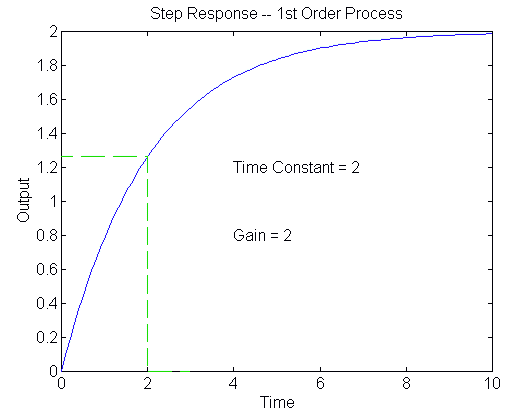 Step Response -- 1st Order Process
2
1.8
1.6
1.4
1.2
1
0.8
0.6
0.4
0.2
0
Output
Time Constant = 2
Gain = 2
0 2 4 6 8 10
Time